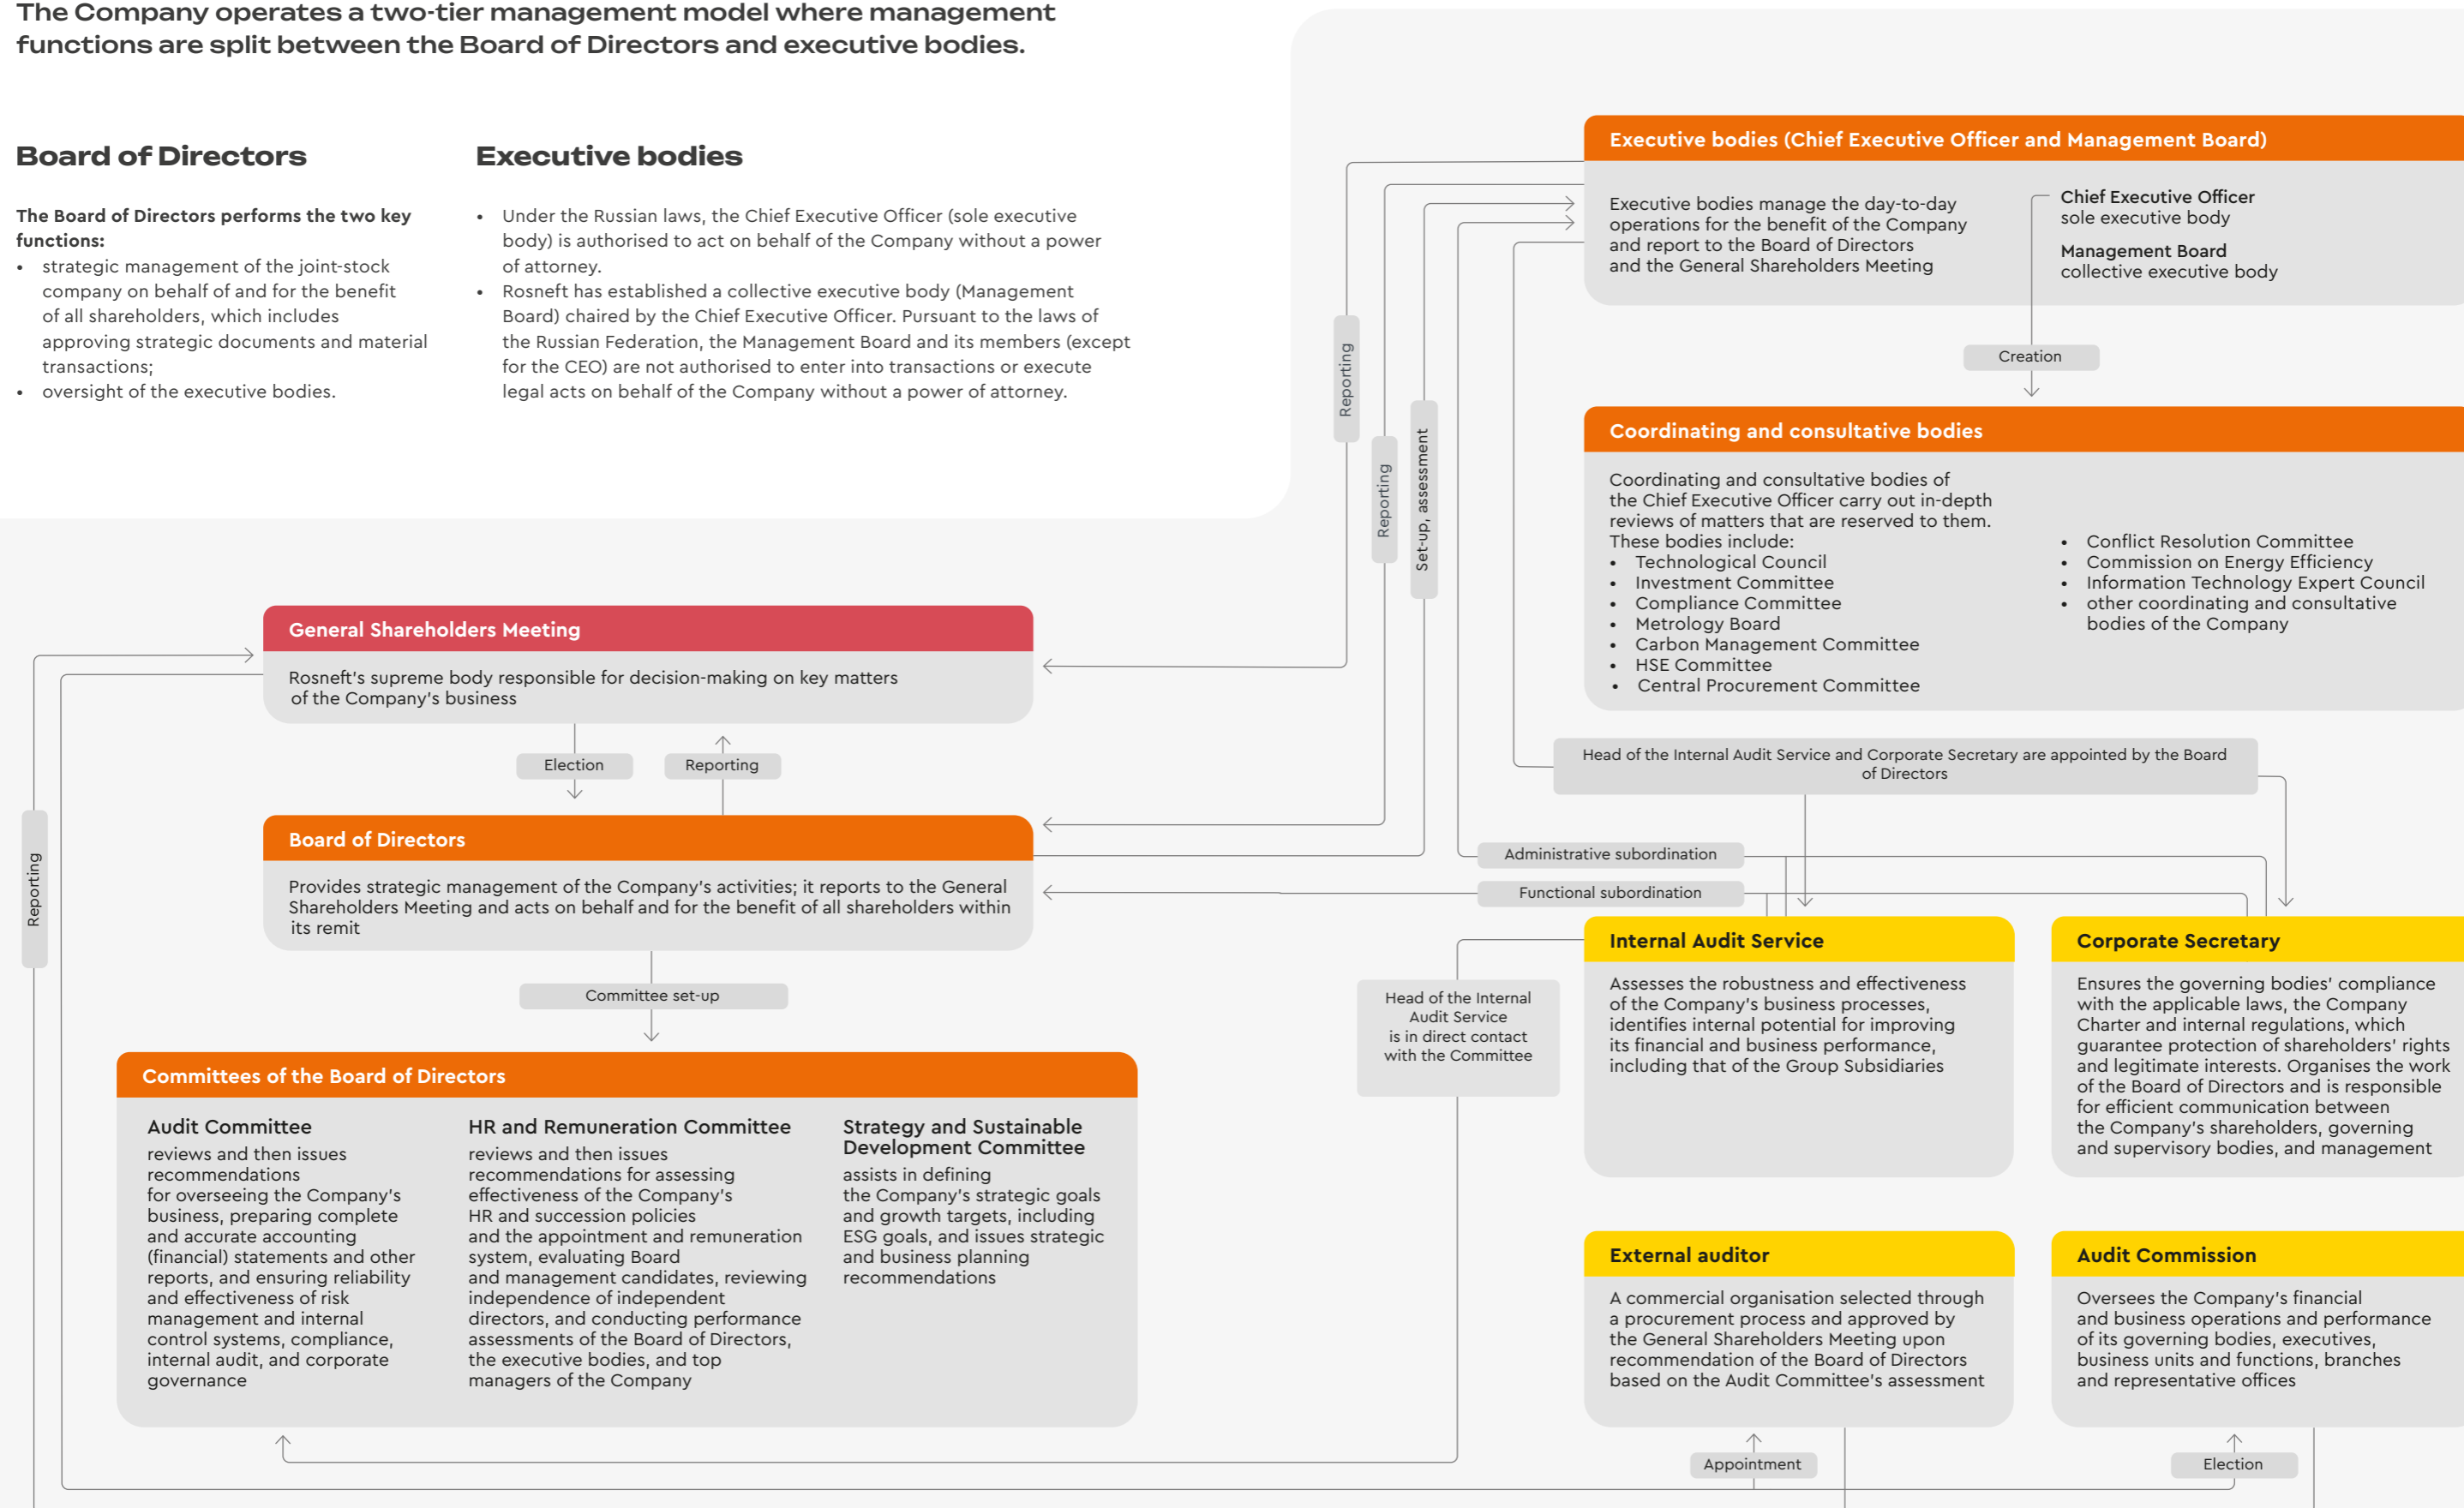 The Company operates a two-tier management model where management
functions are split between the Board of Directors and executive bodies.
Board of Directors
The Board of Directors performs the two key
functions:
• strategic management of the joint-stock
company on behalf of and for the benefit
of all shareholders, which includes
approving strategic documents and material
transactions;
• oversight of the executive bodies.
Executive bodies
• Under the Russian laws, the Chief Executive Officer (sole executive
body) is authorised to act on behalf of the Company without a power
of attorney.
• Rosneft has established a collective executive body (Management
Board) chaired by the Chief Executive Officer. Pursuant to the laws of
the Russian Federation, the Management Board and its members (except
for the CEO) are not authorised to enter into transactions or execute
legal acts on behalf of the Company without a power of attorney.
Executive bodies (Chief Executive Officer and Management Board)
Executive bodies manage the day-to-day
operations for the benefit of the Company
and report to the Board of Directors
and the General Shareholders Meeting
Chief Executive Officer
sole executive body
Management Board
collective executive body
Creation
Reporting
Reporting
Set-up, assessment
Coordinating and consultative bodies
Coordinating and consultative bodies of
the Chief Executive Officer carry out in-depth
reviews of matters that are reserved to them.
These bodies include:
• Technological Council
• Investment Committee
• Compliance Committee
• Metrology Board
• Carbon Management Committee
• HSE Committee
• Central Procurement Committee
• Conflict Resolution Committee
• Commission on Energy Efficiency
• Information Technology Expert Council
• other coordinating and consultative
bodies of the Company
General Shareholders Meeting
Rosneft's supreme body responsible for decision-making on key matters
of the Company's business
Election
Reporting
Reporting
Board of Directors
Provides strategic management of the Company's activities; it reports to the General
Shareholders Meeting and acts on behalf and for the benefit of all shareholders within
its remit
Committee set-up
Head of the Internal Audit Service and Corporate Secretary are appointed by the Board
of Directors
Administrative subordination
Functional subordination
Head of the Internal
Audit Service
is in direct contact
with the Committee
Internal Audit Service
Assesses the robustness and effectiveness
of the Company's business processes,
identifies internal potential for improving
its financial and business performance,
including that of the Group Subsidiaries
Corporate Secretary
Ensures the governing bodies' compliance
with the applicable laws, the Company
Charter and internal regulations, which
guarantee protection of shareholders' rights
and legitimate interests. Organises the work
of the Board of Directors and is responsible
for efficient communication between
the Company's shareholders, governing
and supervisory bodies, and management
Committees of the Board of Directors
Audit Committee
reviews and then issues
recommendations
for overseeing the Company's
business, preparing complete
and accurate accounting
(financial) statements and other
reports, and ensuring reliability
and effectiveness of risk
management and internal
control systems, compliance,
internal audit, and corporate
governance
HR and Remuneration Committee
reviews and then issues
recommendations for assessing
effectiveness of the Company's
HR and succession policies
and the appointment and remuneration
system, evaluating Board
and management candidates, reviewing
independence of independent
directors, and conducting performance
assessments of the Board of Directors,
the executive bodies, and top
managers of the Company
Strategy and Sustainable
Development Committee
assists in defining
the Company's strategic goals
and growth targets, including
ESG goals, and issues strategic
and business planning
recommendations
External auditor
A commercial organisation selected through
a procurement process and approved by
the General Shareholders Meeting upon
recommendation of the Board of Directors
based on the Audit Committee's assessment
Audit Commission
Oversees the Company's financial
and business operations and performance
of its governing bodies, executives,
business units and functions, branches
and representative offices
Appointment
Election